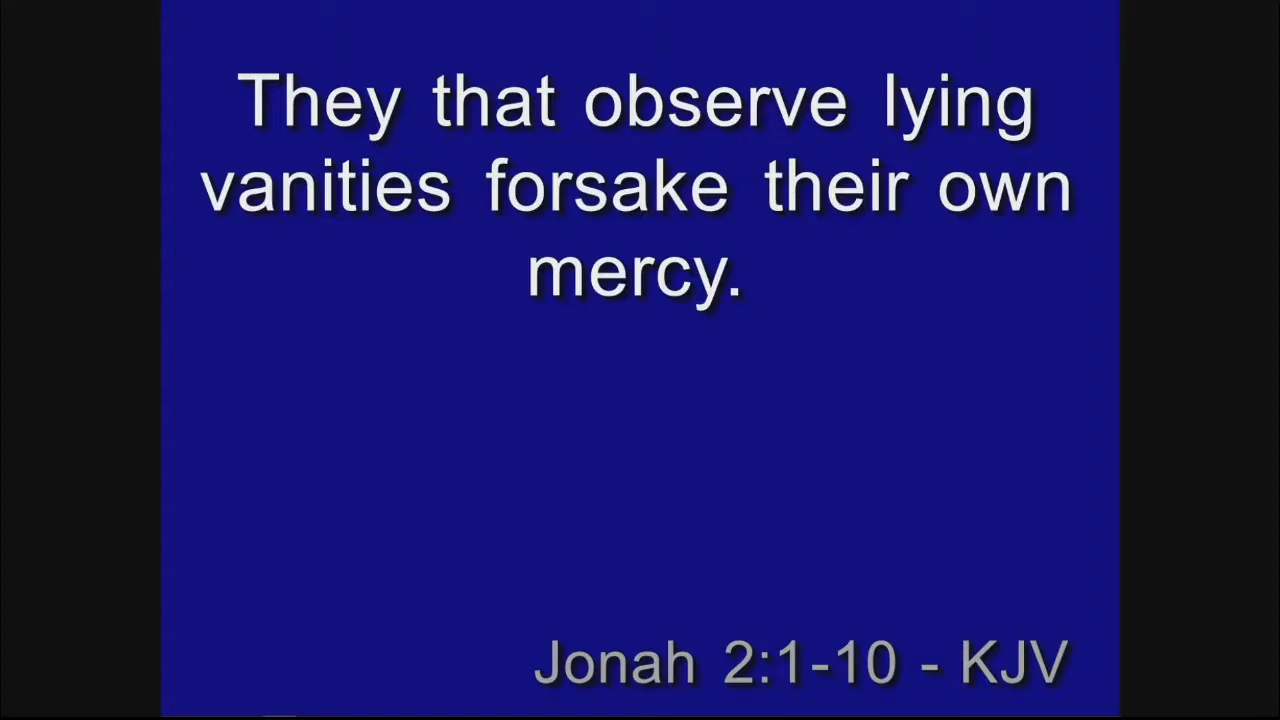 They that observe lying
vanities forsake their own
mercy.
Jonah 2:1-10 - KJV